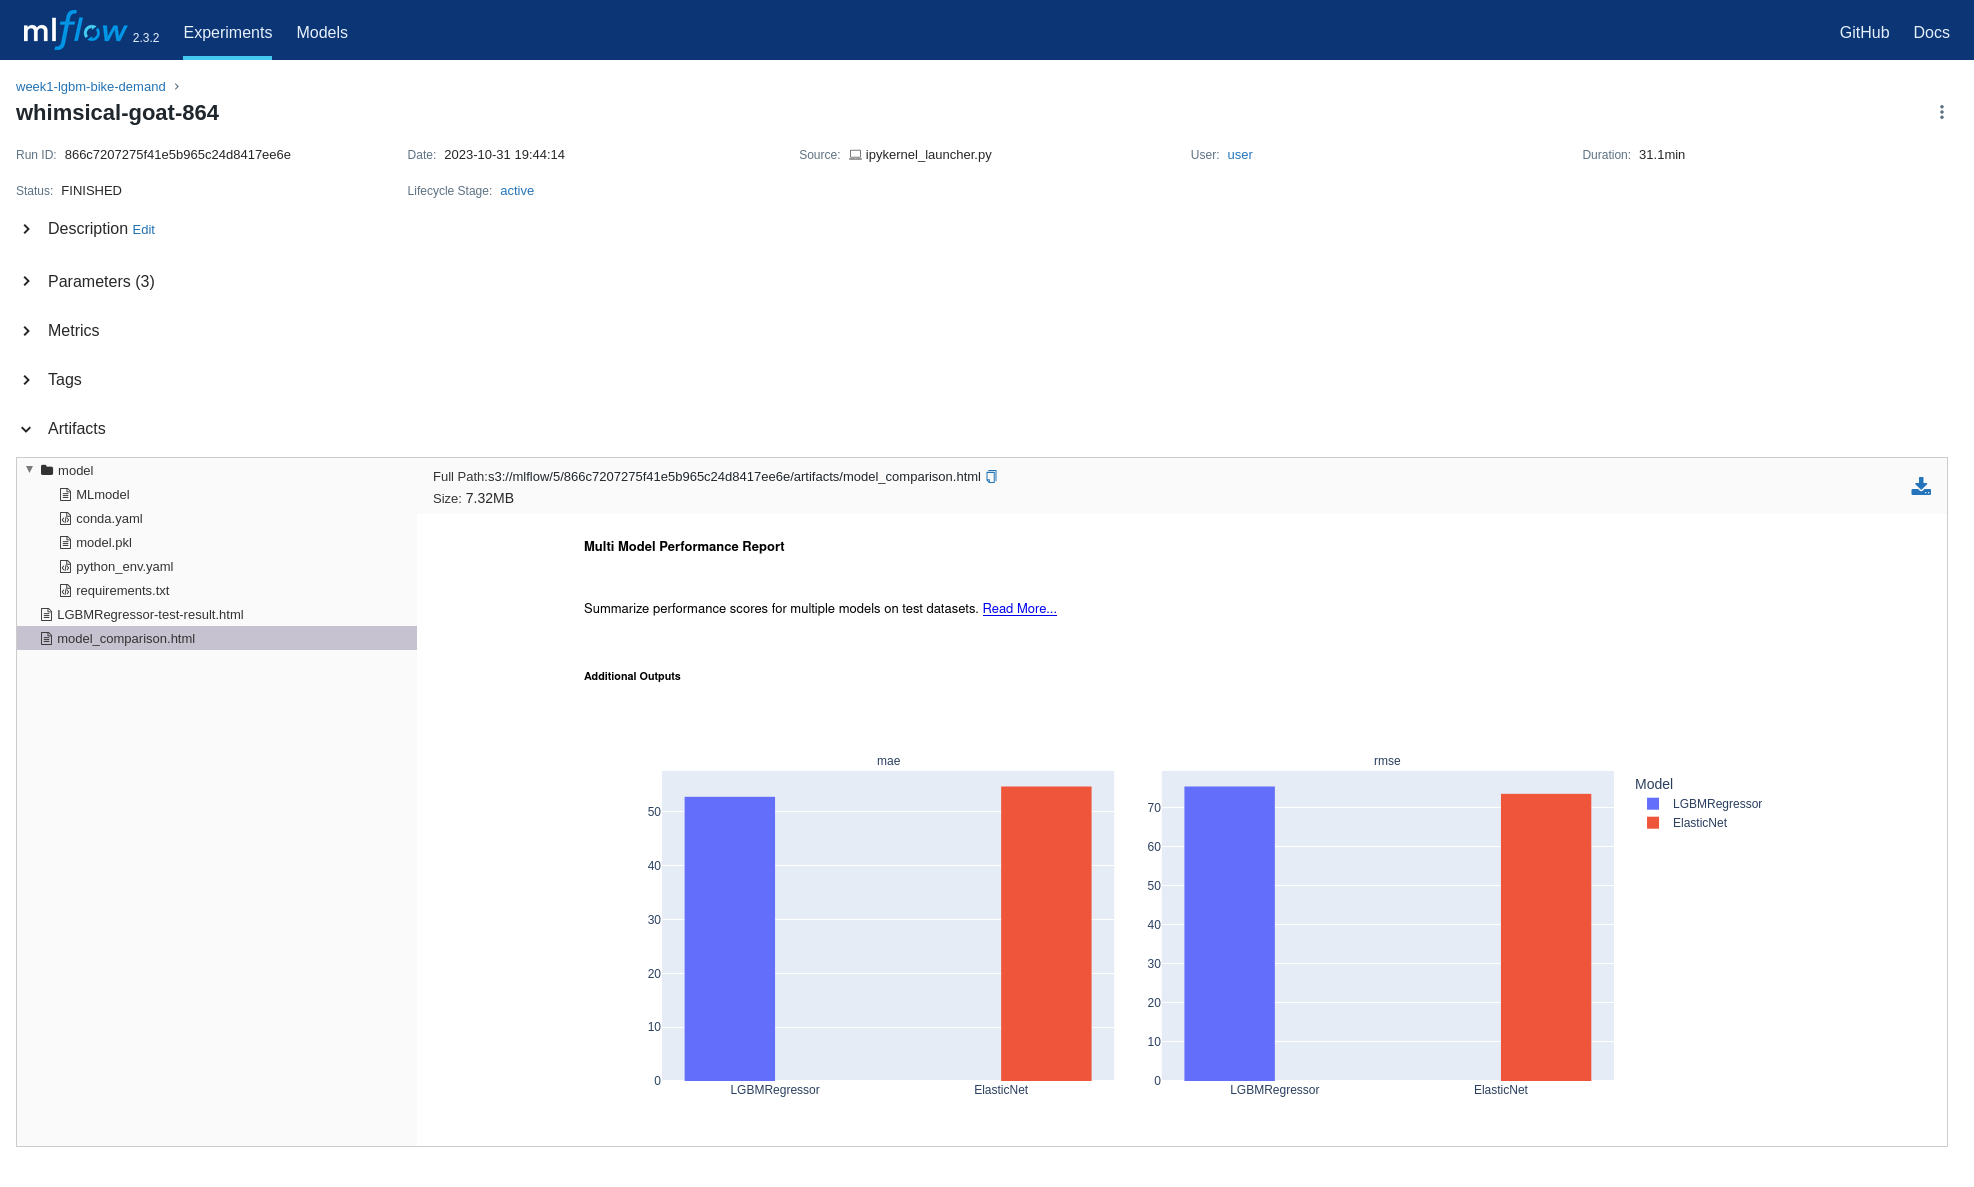 mlflow 2.3.2 Experiments Models GitHub Docs
week1-lgbm-bike-demand
whimsical-goat-864
Run ID: 866c7207275f41e5b965c24d8417ee6e Date: 2023-10-31 19:44:14 Source: ipykernel_launcher.py User: user Duration: 31.1min
Status: FINISHED Lifecycle Stage: active
Description Edit
Parameters (3)
Metrics
Tags
Artifacts
model
MLmodel
conda.yaml
model.pkl
python_env.yaml
requirements.txt
LGBMRegressor-test-result.html
model_comparison.html
Full Path:s3://mlflow/5/866c7207275f41e5b965c24d8417ee6e/artifacts/model_comparison.html
Size: 7.32MB
Multi Model Performance Report
Summarize performance scores for multiple models on test datasets. Read More...
Additional Outputs
mae
50
40
30
20
10
0
LGBMRegressor ElasticNet
rmse
70
60
50
40
30
20
10
0
LGBMRegressor ElasticNet
Model
LGBMRegressor
ElasticNet